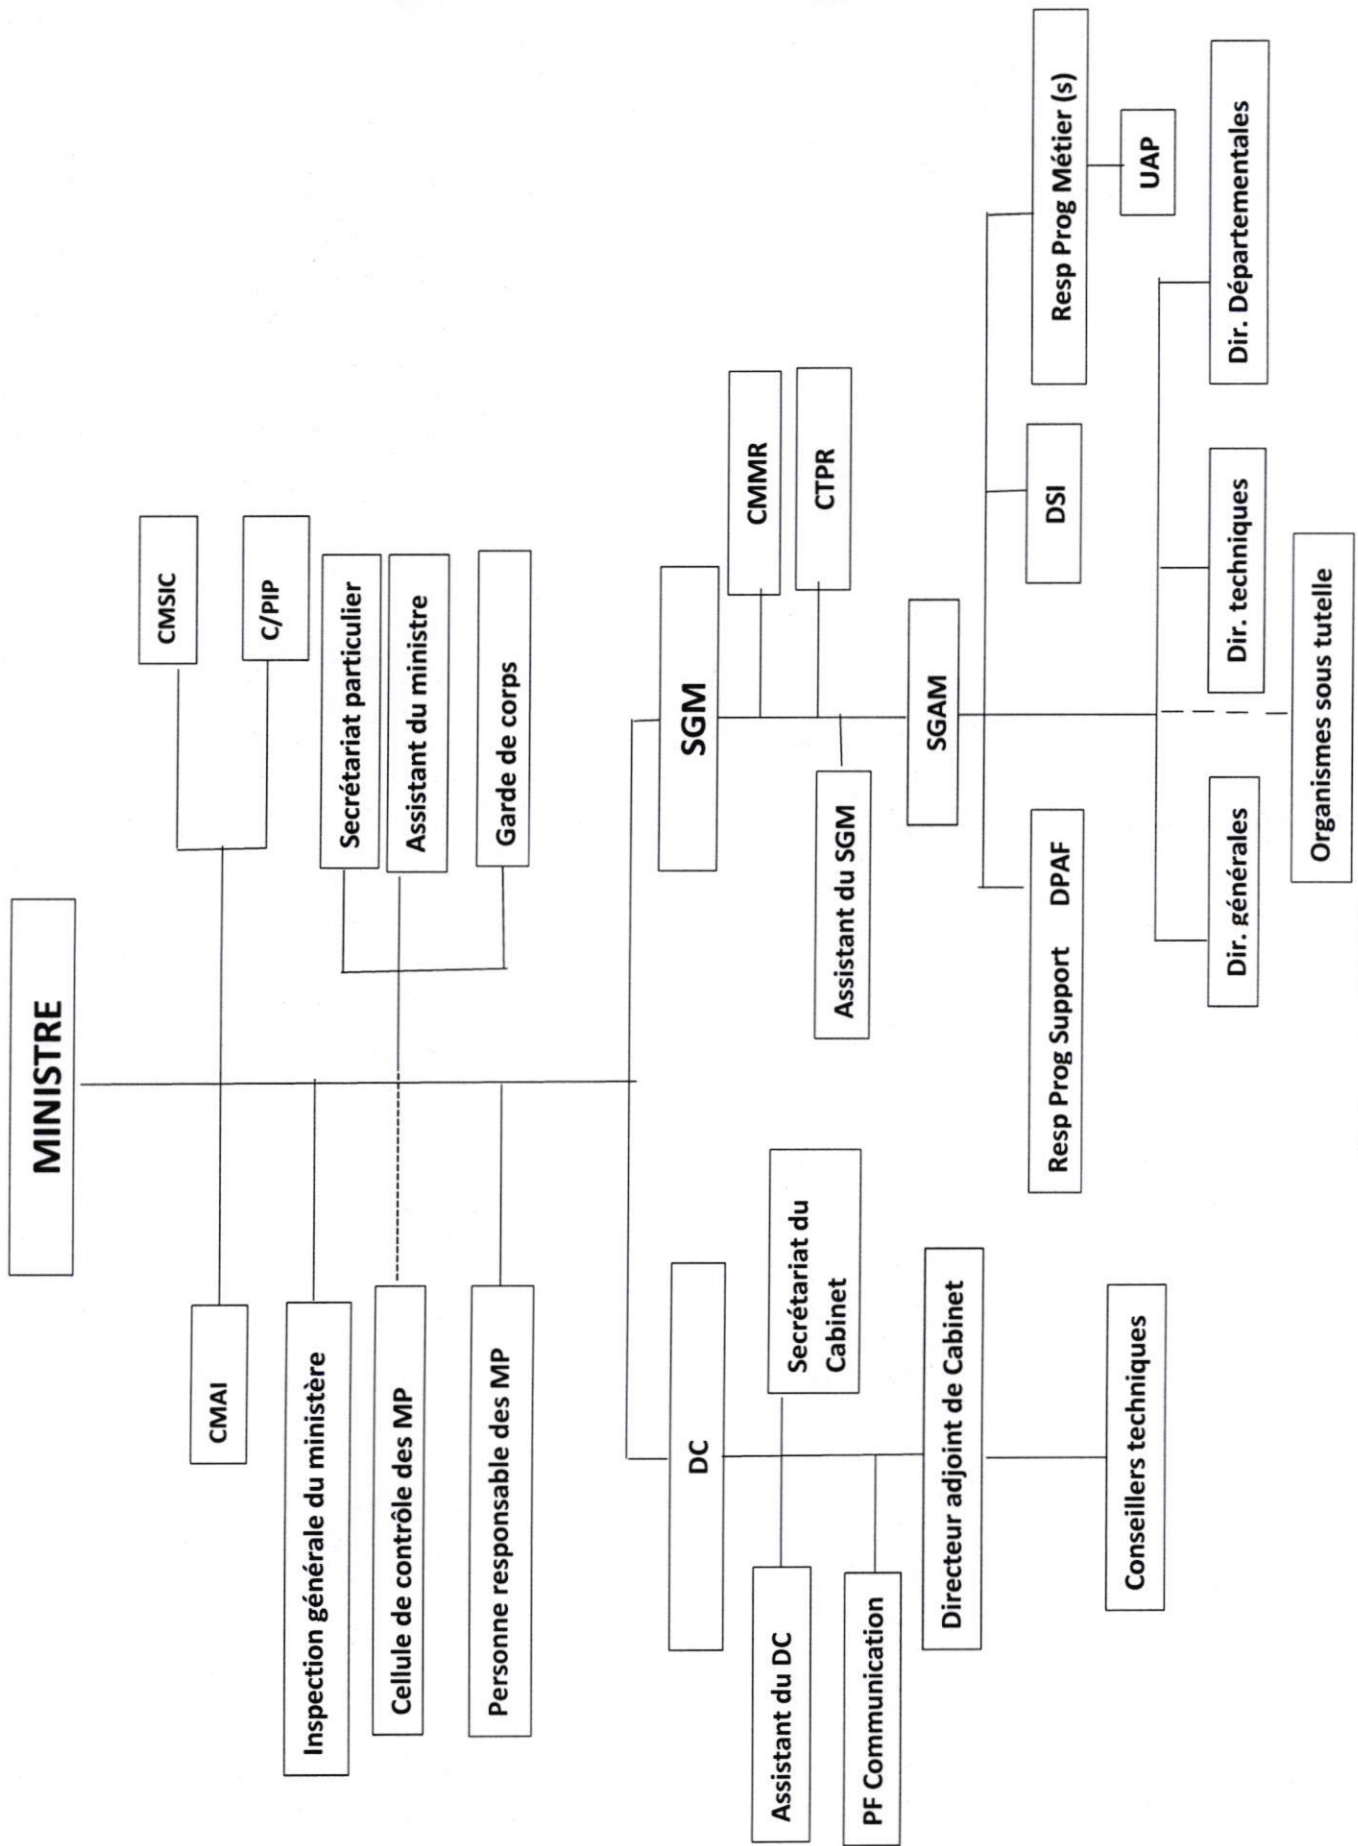 MINISTRE
CMSIC
CMAI
C/PIP
Inspection générale du ministère
Secrétariat particulier
Cellule de contrôle des MP
Assistant du ministre
Personne responsable des MP
Garde de corps
DC
SGM
CMMR
Assistant du DC
Secrétariat du
Cabinet
CTPR
PF Communication
Assistant du SGM
Directeur adjoint de Cabinet
SGAM
Resp Prog Support DPAF
DSI
Resp Prog Métier (s)
Conseillers techniques
UAP
Dir. générales
Dir. techniques
Dir. Départementales
Organismes sous tutelle